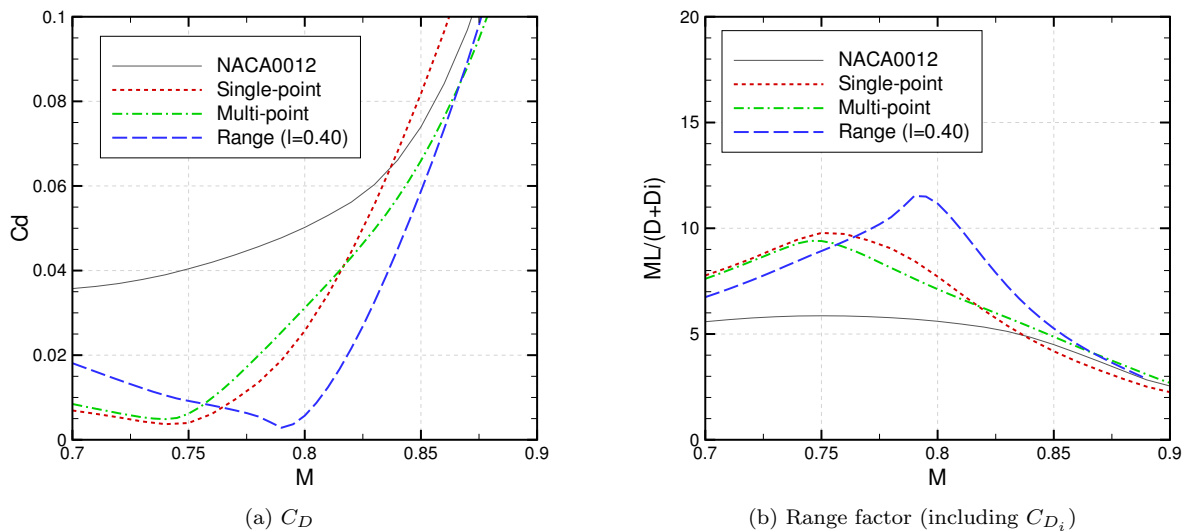 0.1
0.08
0.06
0.04
0.02
0
Cd
0.7
0.75
0.8
0.85
0.9
M
NACA0012
Single-point
Multi-point
Range (l=0.40)
(a) C_D
20
15
10
5
0
ML/(D+Di)
0.7
0.75
0.8
0.85
0.9
M
NACA0012
Single-point
Multi-point
Range (l=0.40)
(b) Range factor (including C_{D_i})